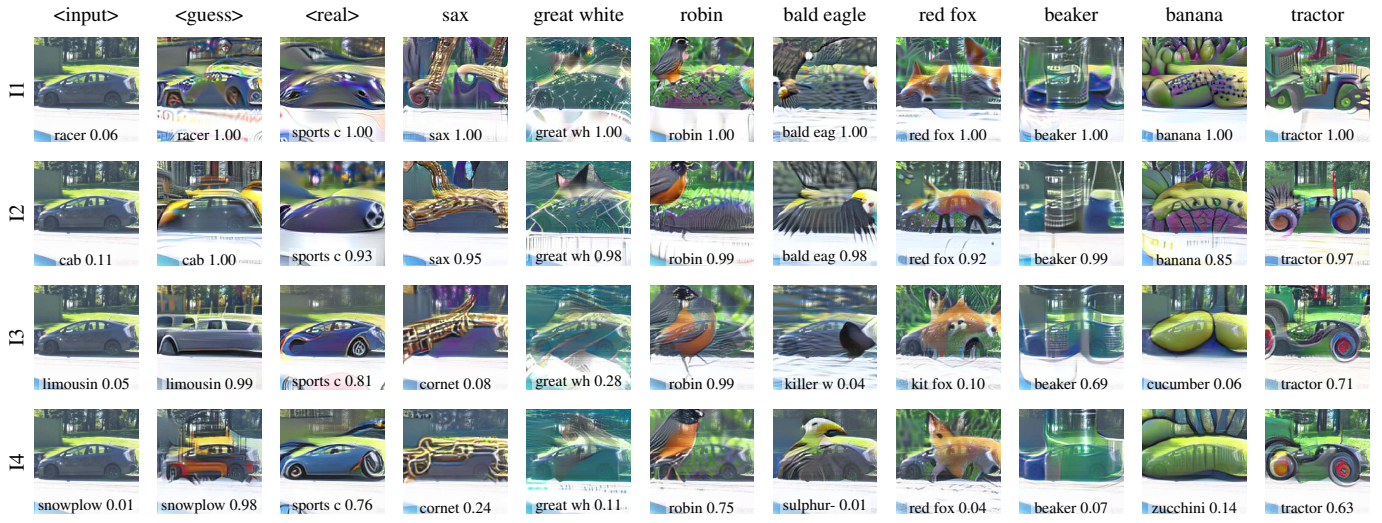 <input> <guess> <real> sax great white robin bald eagle red fox beaker banana tractor
I1
racer 0.06 racer 1.00 sports c 1.00 sax 1.00 great wh 1.00 robin 1.00 bald eag 1.00 red fox 1.00 beaker 1.00 banana 1.00 tractor 1.00
I2
cab 0.11 cab 1.00 sports c 0.93 sax 0.95 great wh 0.98 robin 0.99 bald eag 0.98 red fox 0.92 beaker 0.99 banana 0.85 tractor 0.97
I3
limousin 0.05 limousin 0.99 sports c 0.81 cornet 0.08 great wh 0.28 robin 0.99 killer w 0.04 kit fox 0.10 beaker 0.69 cucumber 0.06 tractor 0.71
I4
snowplow 0.01 snowplow 0.98 sports c 0.76 cornet 0.24 great wh 0.11 robin 0.75 sulphur- 0.01 red fox 0.04 beaker 0.07 zucchini 0.14 tractor 0.63